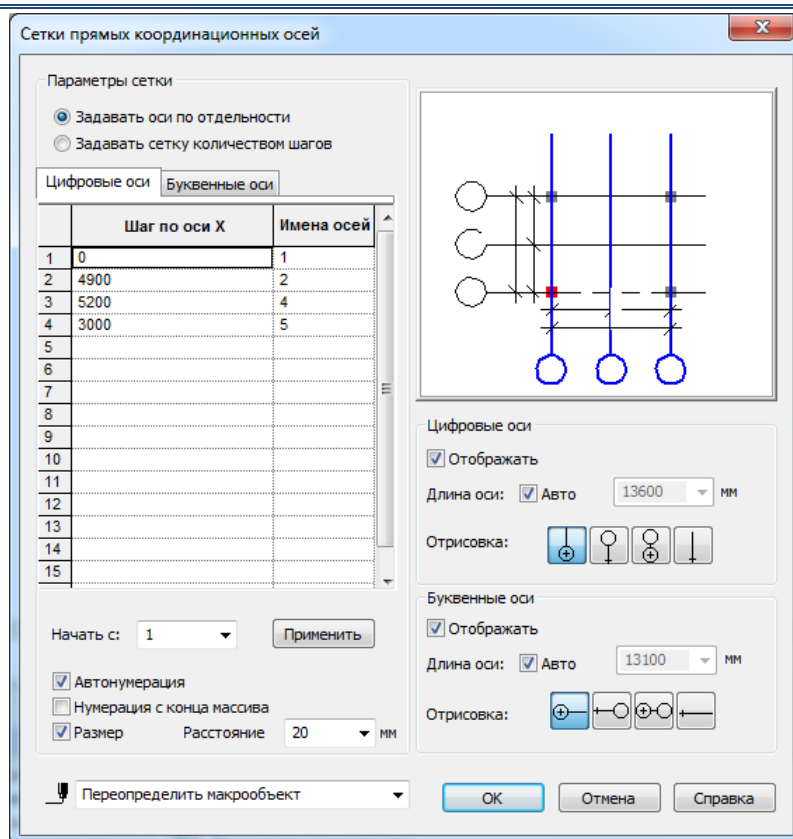 Сетки прямых координационных осей
Параметры сетки
Задавать оси по отдельности
Задавать сетку количеством шагов
Цифровые оси Буквенные оси
Шаг по оси X Имена осей
1 0 1
2 4900 2
3 5200 4
4 3000 5
5
6
7
8
9
10
11
12
13
14
15
Начать с: 1 Применить
Автонумерация
Нумерация с конца массива
Размер Расстояние 20 мм
Переопределить макрообъект
Цифровые оси
Отображать
Длина оси: Авто 13600 мм
Отрисовка:
Буквенные оси
Отображать
Длина оси: Авто 13100 мм
Отрисовка:
ОК Отмена Справка